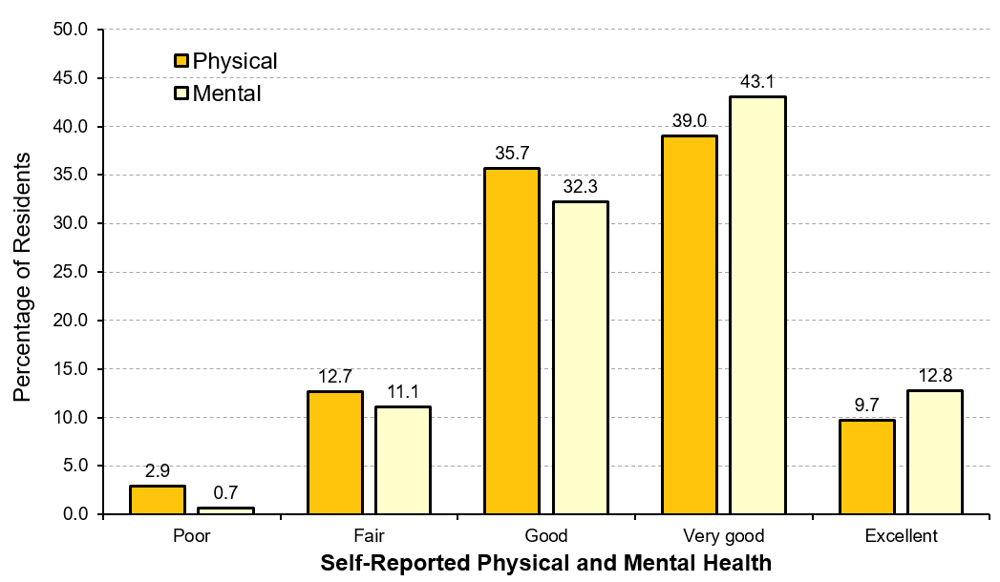 50.0
45.0
40.0
35.0
30.0
25.0
20.0
15.0
10.0
5.0
0.0
Percentage of Residents
Physical
Mental
2.9
0.7
12.7
11.1
35.7
32.3
39.0
43.1
9.7
12.8
Poor
Fair
Good
Very good
Excellent
Self-Reported Physical and Mental Health